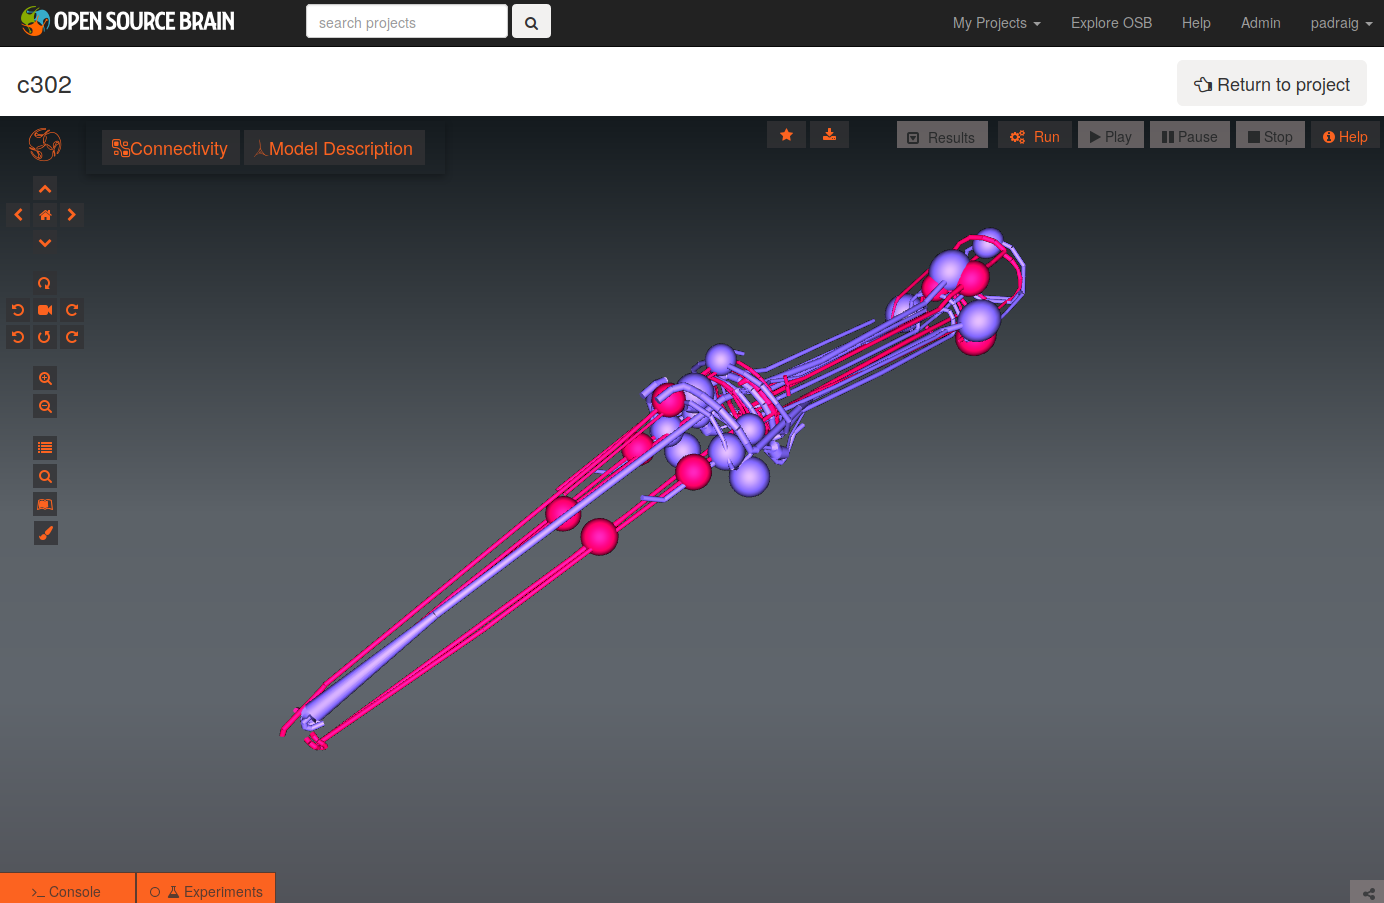 OPEN SOURCE BRAIN
search projects
My Projects
Explore OSB
Help
Admin
padraig
c302
Return to project
Connectivity
Model Description
Results
Run
Play
Pause
Stop
Help
Console
Experiments